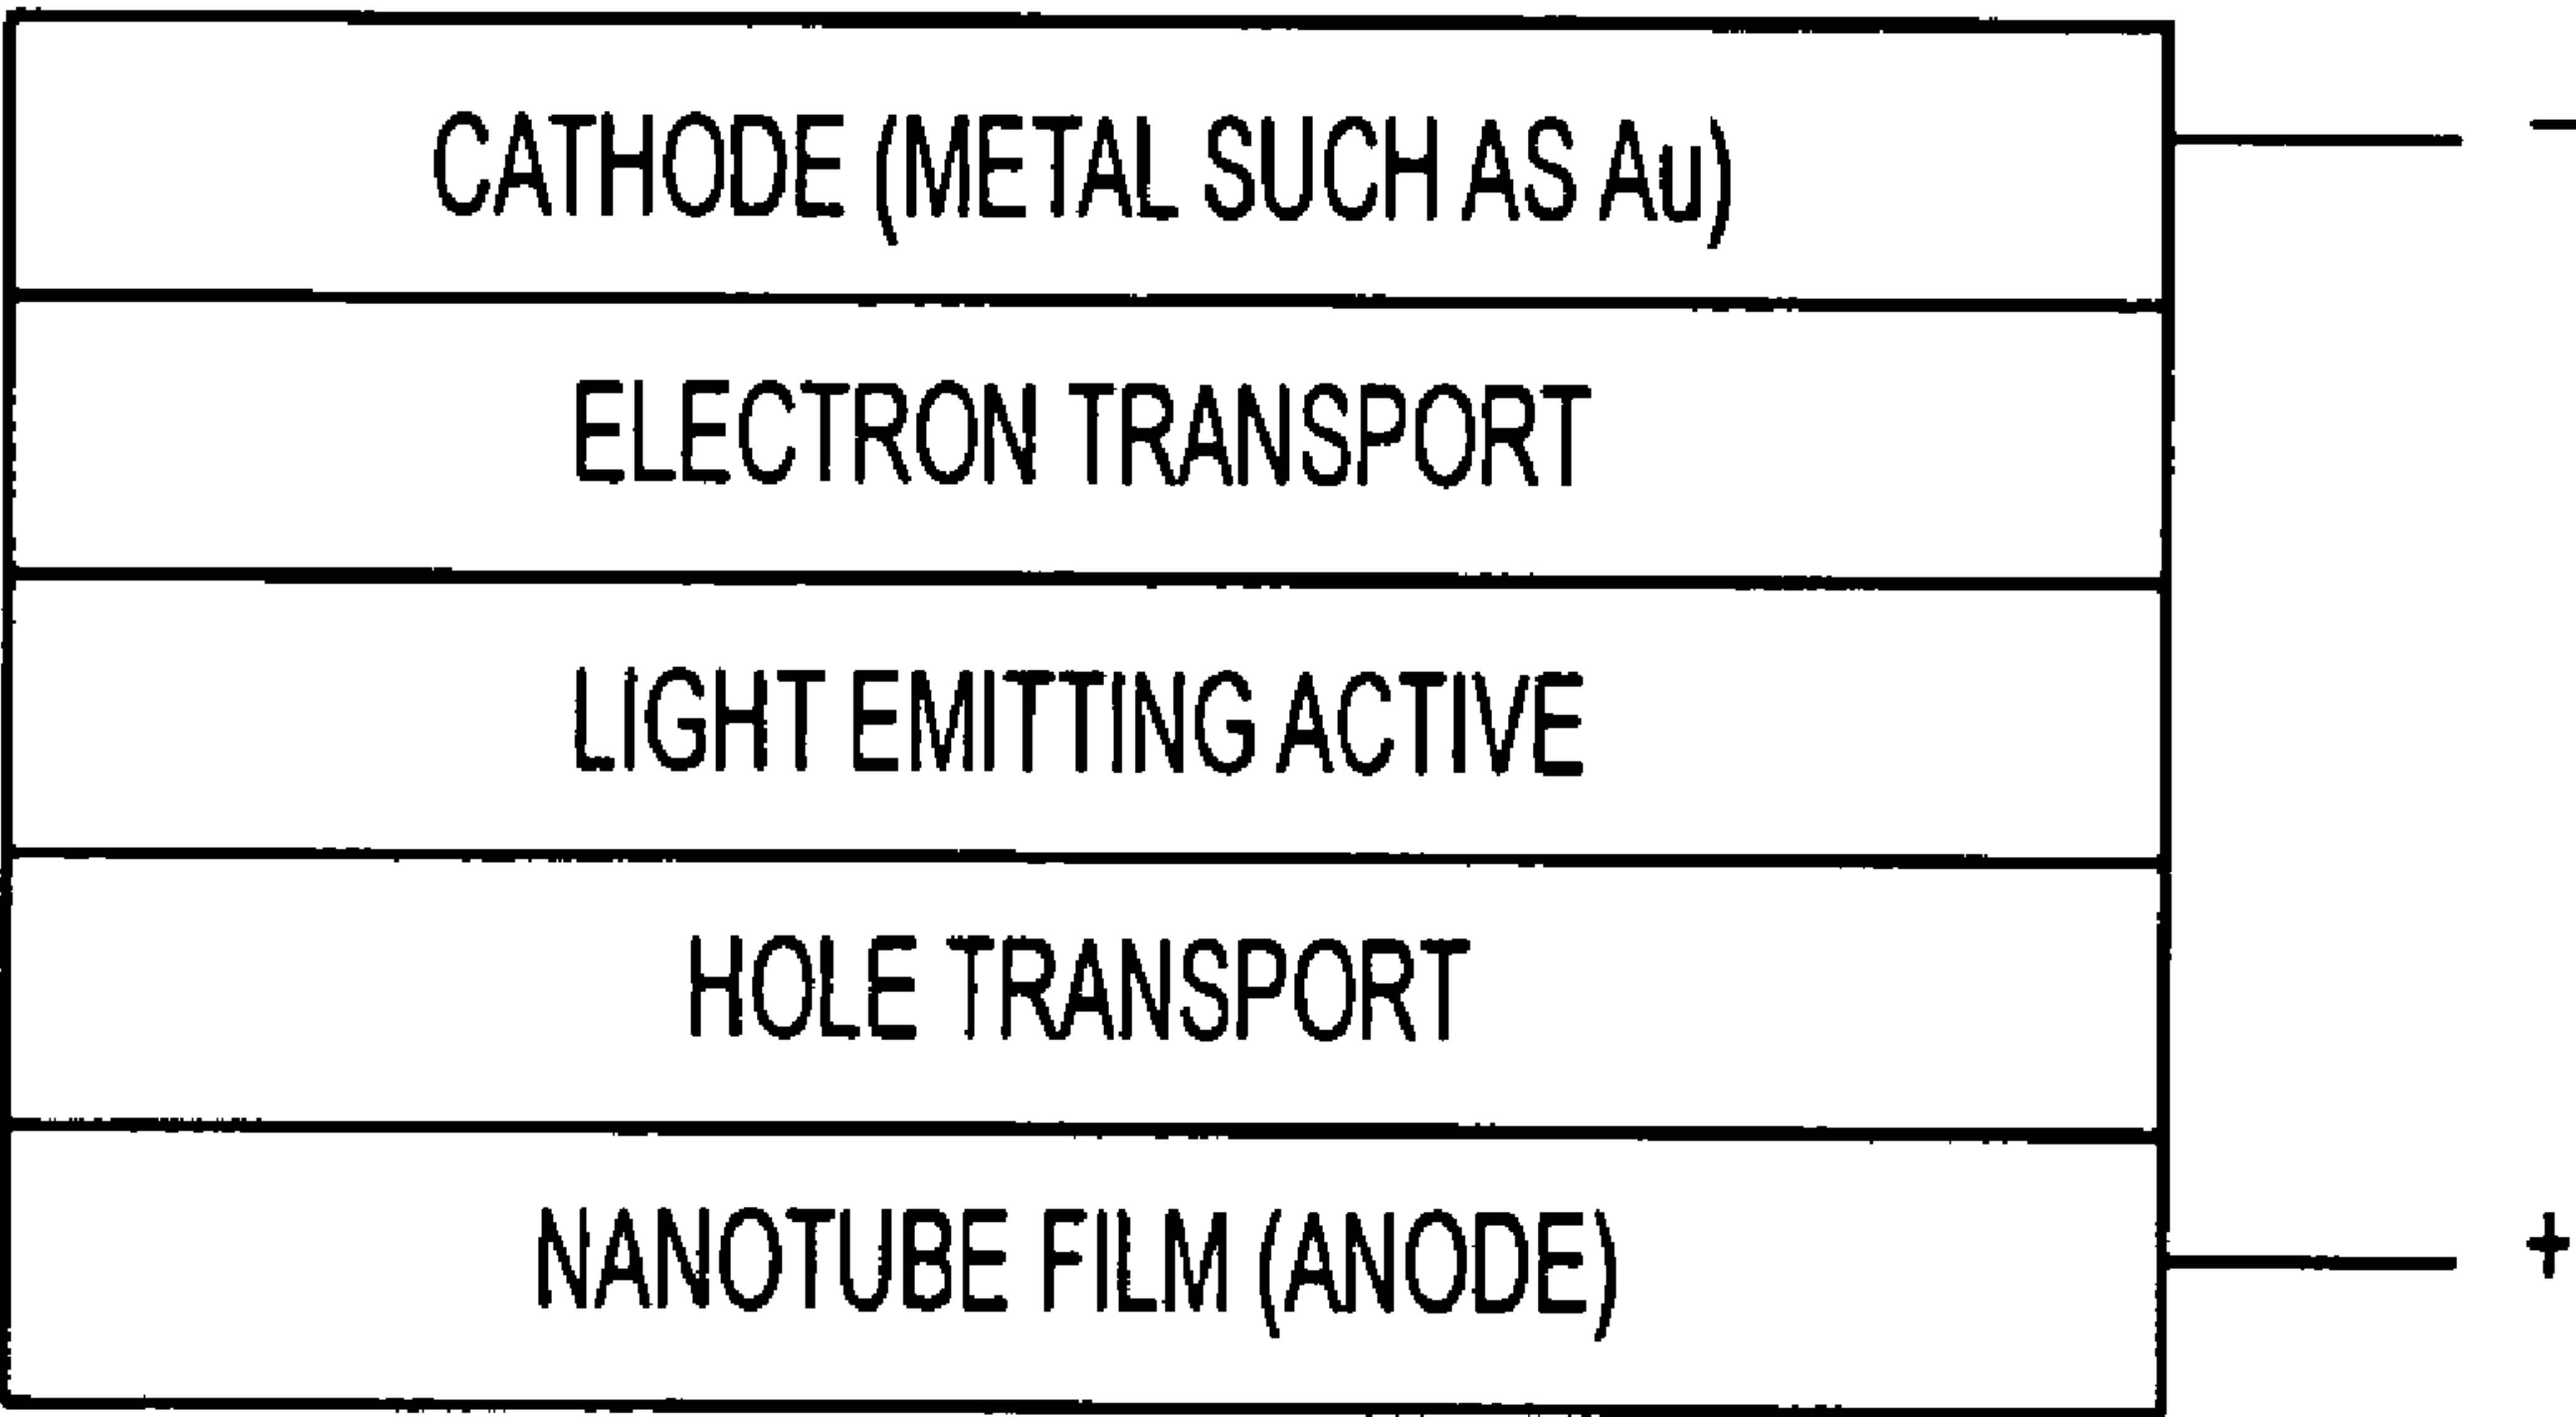 CATHODE (METAL SUCH AS Au) –
ELECTRON TRANSPORT
LIGHT EMITTING ACTIVE
HOLE TRANSPORT
NANOTUBE FILM (ANODE) +